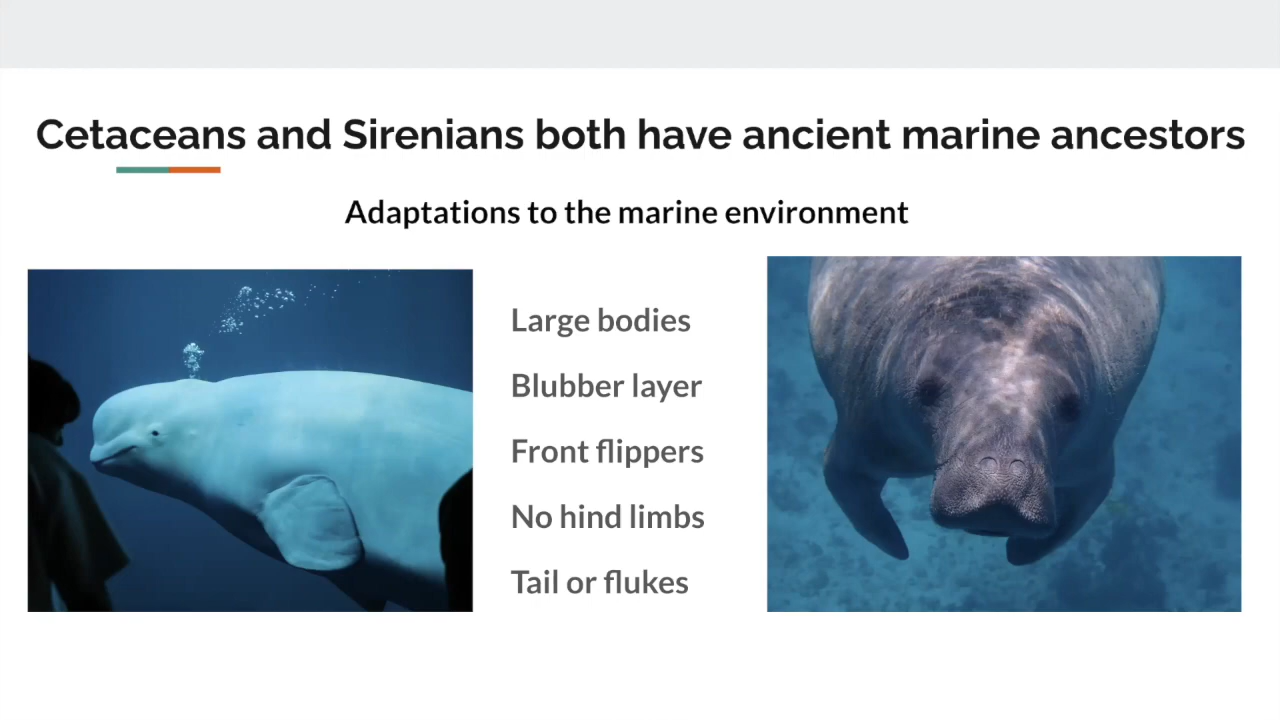 Cetaceans and Sirenians both have ancient marine ancestors
Adaptations to the marine environment
Large bodies
Blubber layer
Front flippers
No hind limbs
Tail or flukes